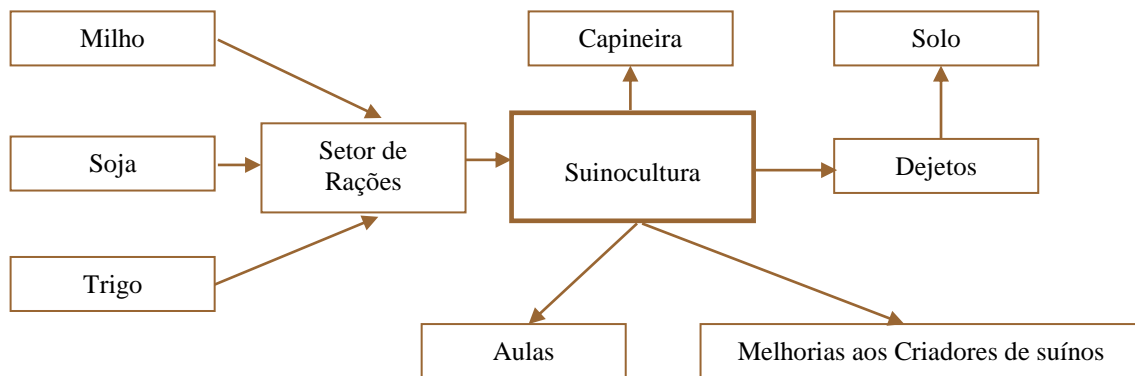 Milho
Capineira
Solo
Soja
Setor de
Rações
Suinocultura
Dejetos
Trigo
Aulas
Melhorias aos Criadores de suínos